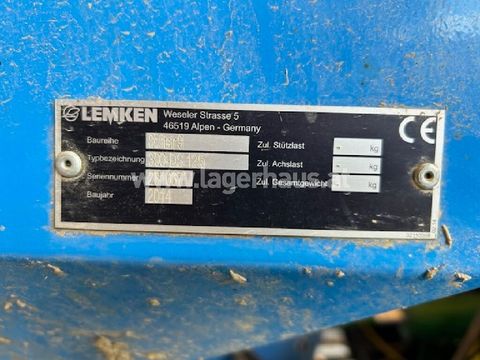 LEMKEN
Weseler Strasse 5
46519 Alpen - Germany
CE
Baureihe
Zul. Stützlast - kg
Typbezeichnung
Zul. Achslast - kg
Seriennummer
Zul. Gesamtgewicht - kg
Baujahr 2014
www.lagerhaus.at